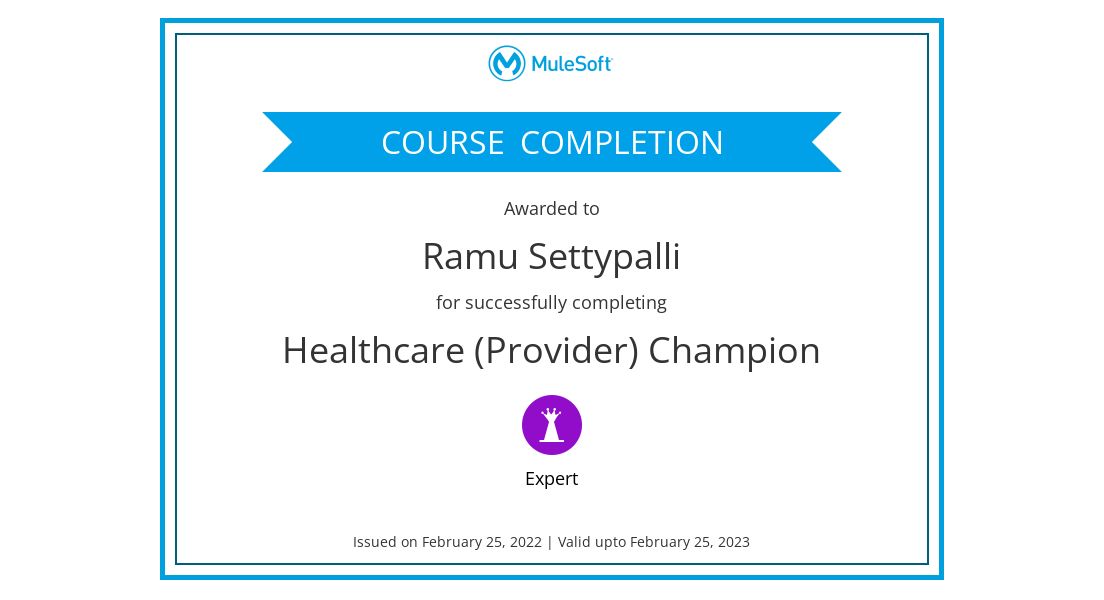 MuleSoft
COURSE COMPLETION
Awarded to
Ramu Settypalli
for successfully completing
Healthcare (Provider) Champion
Expert
Issued on February 25, 2022 | Valid upto February 25, 2023